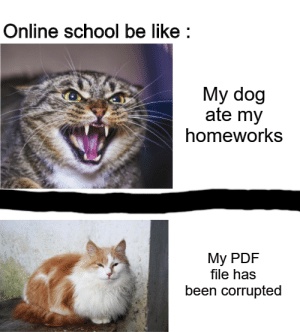 Online school be like :
My dog
ate my
homeworks
My PDF
file has
been corrupted